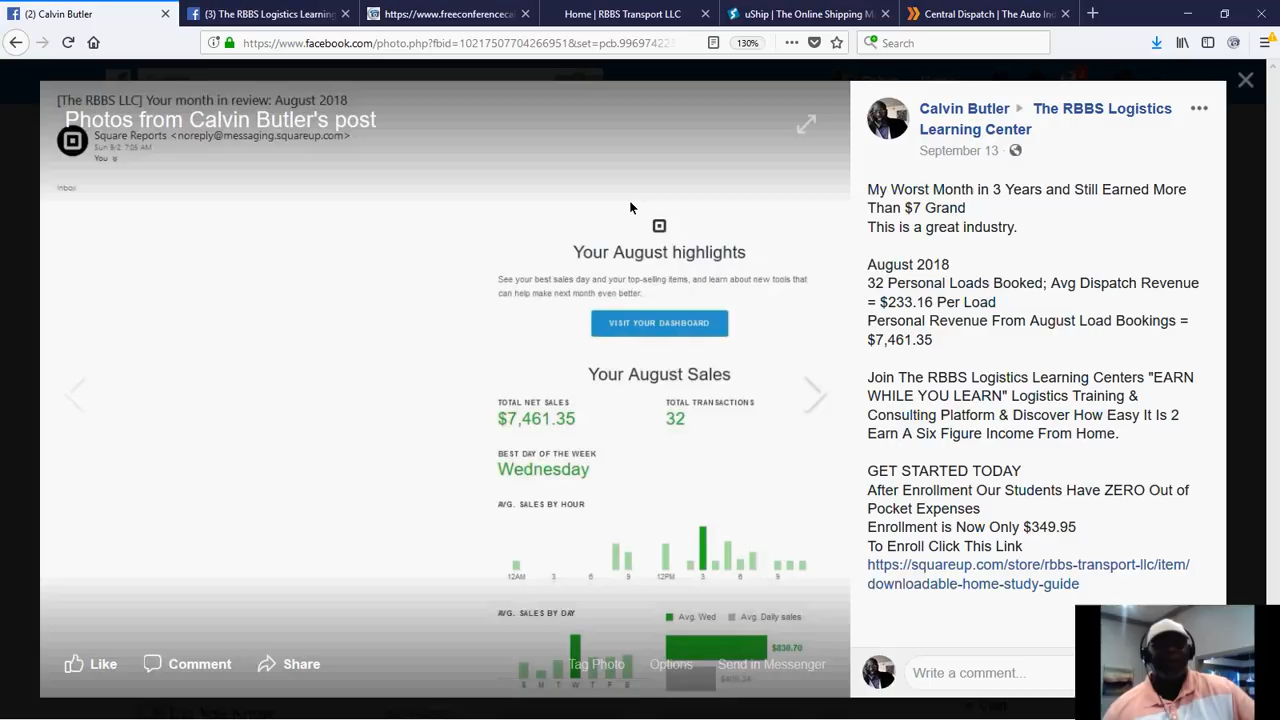 (2) Calvin Butler
(3) The RBBS Logistics Learning
https://www.freeconferenceca
Home | RBBS Transport LLC
uShip | The Online Shipping M
Central Dispatch | The Auto In
https://www.facebook.com/photo.php?fbid=10217507704266951&set=pcb.99697422
130%
Search
[The RBBS LLC] Your month in review: August 2018
Photos from Calvin Butler's post
Square Reports <noreply@messaging.squareup.com>
Sun 9/2, 7:05 AM
You
Inbox
Your August highlights
See your best sales day and your top-selling items, and learn about new tools that
can help make next month even better.
VISIT YOUR DASHBOARD
Your August Sales
TOTAL NET SALES
TOTAL TRANSACTIONS
$7,461.35
32
BEST DAY OF THE WEEK
Wednesday
AVG. SALES BY HOUR
12AM 3 6 9 12PM 3 6 9
AVG. SALES BY DAY
Avg. Wed
Avg. Daily sales
$830.70
S M T W T F S
Like
Comment
Share
Tag Photo
Options
Send in Messenger
Calvin Butler
The RBBS Logistics
Learning Center
September 13
My Worst Month in 3 Years and Still Earned More
Than $7 Grand
This is a great industry.
August 2018
32 Personal Loads Booked; Avg Dispatch Revenue
= $233.16 Per Load
Personal Revenue From August Load Bookings =
$7,461.35
Join The RBBS Logistics Learning Centers "EARN
WHILE YOU LEARN" Logistics Training &
Consulting Platform & Discover How Easy It Is 2
Earn A Six Figure Income From Home.
GET STARTED TODAY
After Enrollment Our Students Have ZERO Out of
Pocket Expenses
Enrollment is Now Only $349.95
To Enroll Click This Link
https://squareup.com/store/rbbs-transport-llc/item/
downloadable-home-study-guide
Write a comment...